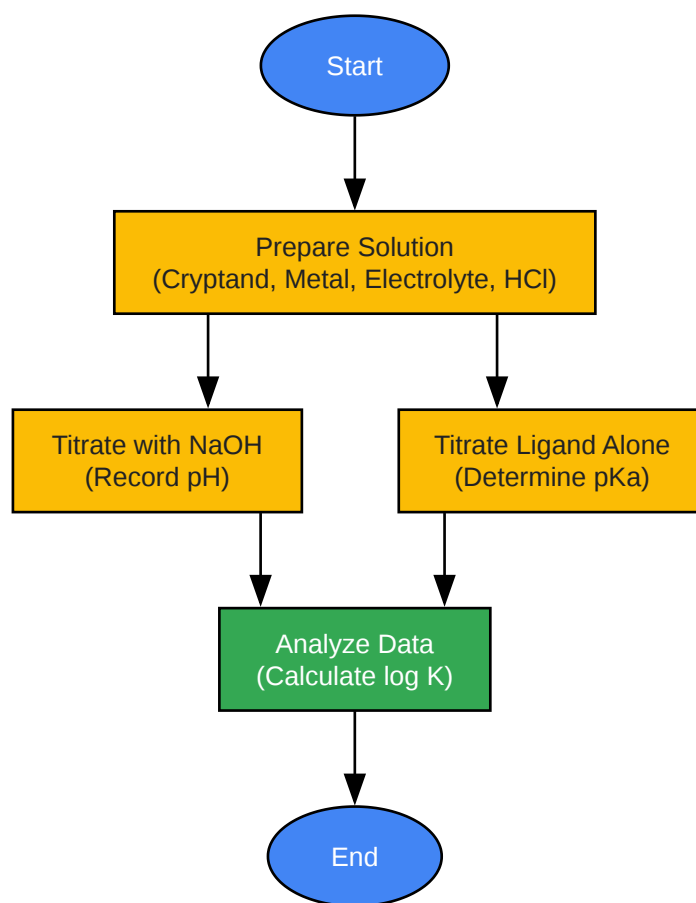 Start
Prepare Solution
(Cryptand, Metal, Electrolyte, HCl)
Titrate with NaOH
(Record pH)
Titrate Ligand Alone
(Determine pKa)
Analyze Data
(Calculate log K)
End